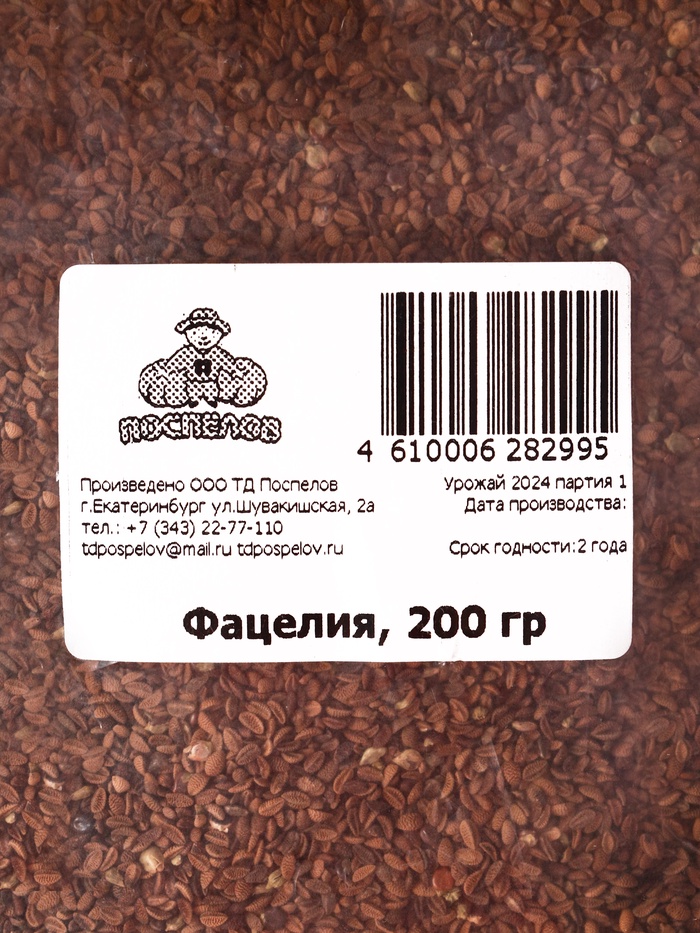 ПОСПЕЛОВ
4 610006 282995
Произведено ООО ТД Поспелов
г.Екатеринбург ул.Шувакишская, 2а
тел.: +7 (343) 22-77-110
tdpospelov@mail.ru tdpospelov.ru
Урожай 2024 партия 1
Дата производства:
Срок годности:2 года
Фацелия, 200 гр